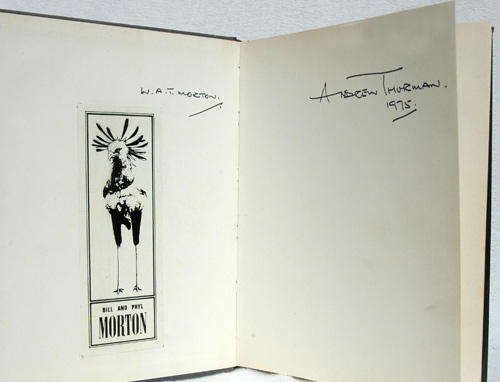 W. A. T. MORTON.
BILL AND PHYL
MORTON
ANDREW THURMAN.
1975.